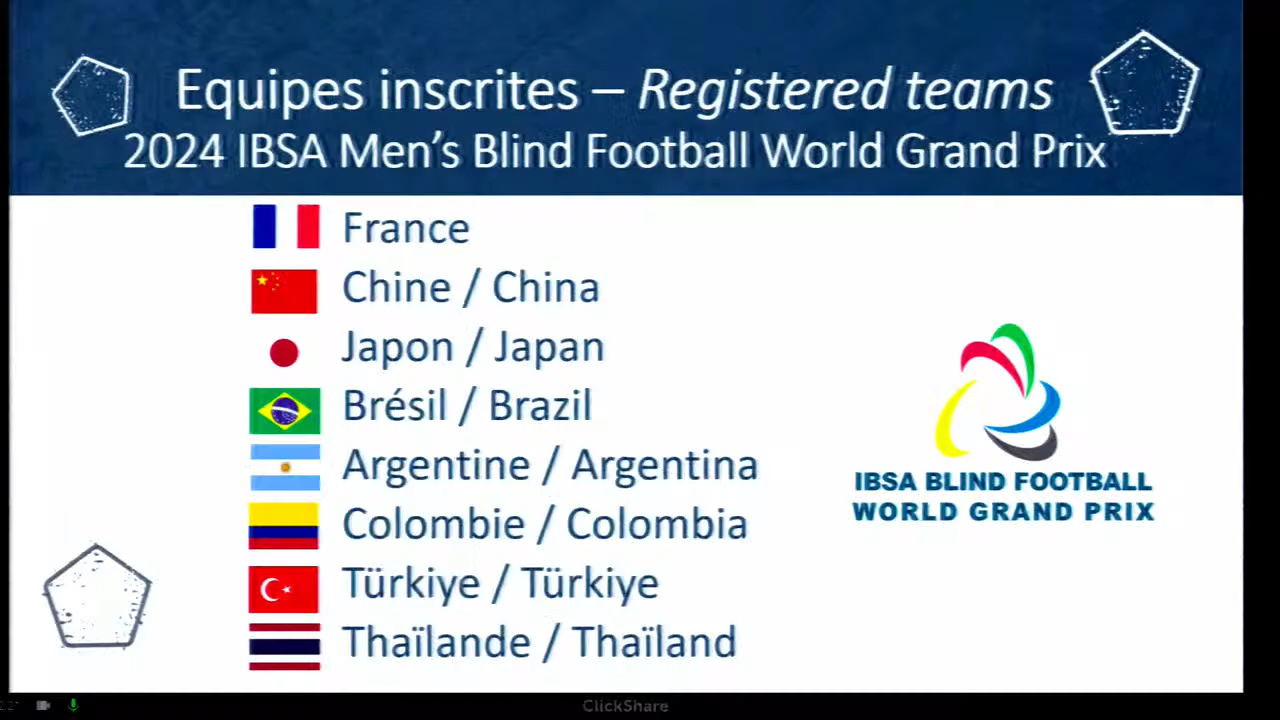 Equipes inscrites – Registered teams
2024 IBSA Men's Blind Football World Grand Prix
France
Chine / China
Japon / Japan
Brésil / Brazil
Argentine / Argentina
Colombie / Colombia
Türkiye / Türkiye
Thaïlande / Thaïland
IBSA BLIND FOOTBALL
WORLD GRAND PRIX
ClickShare